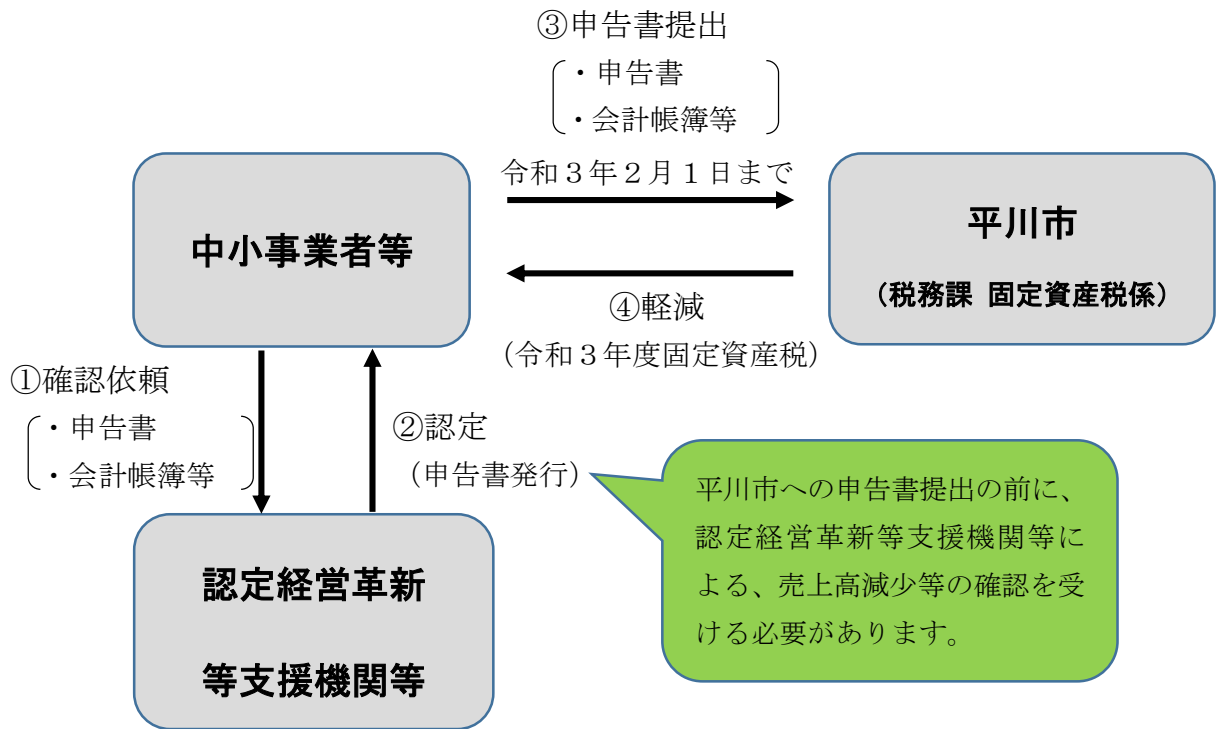 ③申告書提出
・申告書
・会計帳簿等
令和３年２月１日まで
中小事業者等
平川市
（税務課 固定資産税係）
④軽減
（令和３年度固定資産税）
①確認依頼
・申告書
・会計帳簿等
②認定
（申告書発行）
平川市への申告書提出の前に、
認定経営革新等支援機関等に
よる、売上高減少等の確認を受
ける必要があります。
認定経営革新
等支援機関等